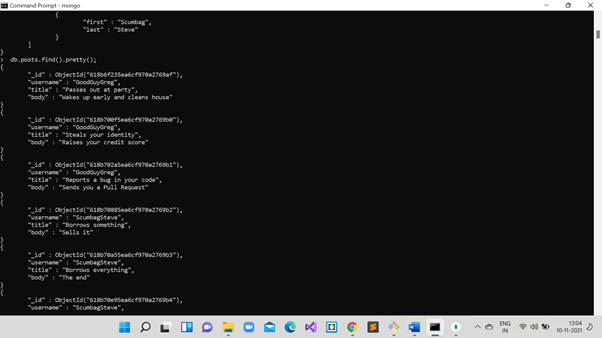 Command Prompt - mongo
{
"first" : "Scumbag",
"last" : "Steve"
}
]
}
> db.posts.find().pretty();
{
"_id" : ObjectId("618b6f235ea6cf970a2769af"),
"username" : "GoodGuyGreg",
"title" : "Passes out at party",
"body" : "Wakes up early and cleans house"
}
{
"_id" : ObjectId("618b700f5ea6cf970a2769b0"),
"username" : "GoodGuyGreg",
"title" : "Steals your identity",
"body" : "Raises your credit score"
}
{
"_id" : ObjectId("618b702a5ea6cf970a2769b1"),
"username" : "GoodGuyGreg",
"title" : "Reports a bug in your code",
"body" : "Sends you a Pull Request"
}
{
"_id" : ObjectId("618b70885ea6cf970a2769b2"),
"username" : "ScumbagSteve",
"title" : "Borrows something",
"body" : "Sells it"
}
{
"_id" : ObjectId("618b70a55ea6cf970a2769b3"),
"username" : "ScumbagSteve",
"title" : "Borrows everything",
"body" : "The end"
}
{
"_id" : ObjectId("618b70e95ea6cf970a2769b4"),
"username" : "ScumbagSteve",
ENG
IN
13:04
10-11-2021